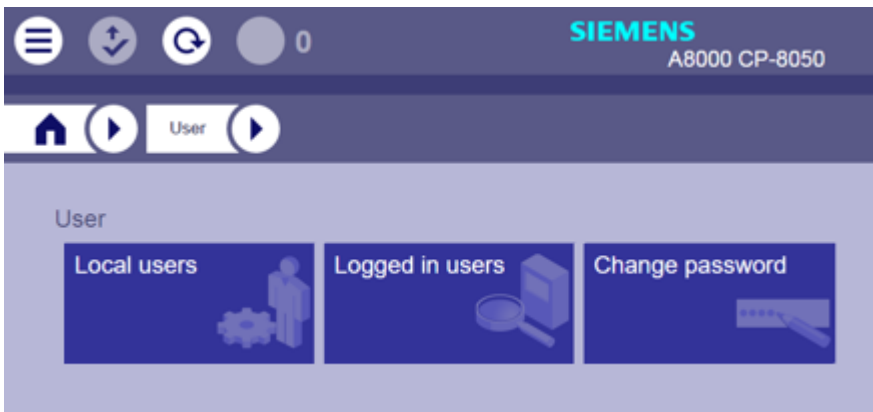 0
SIEMENS
A8000 CP-8050
User
User
Local users
Logged in users
Change password